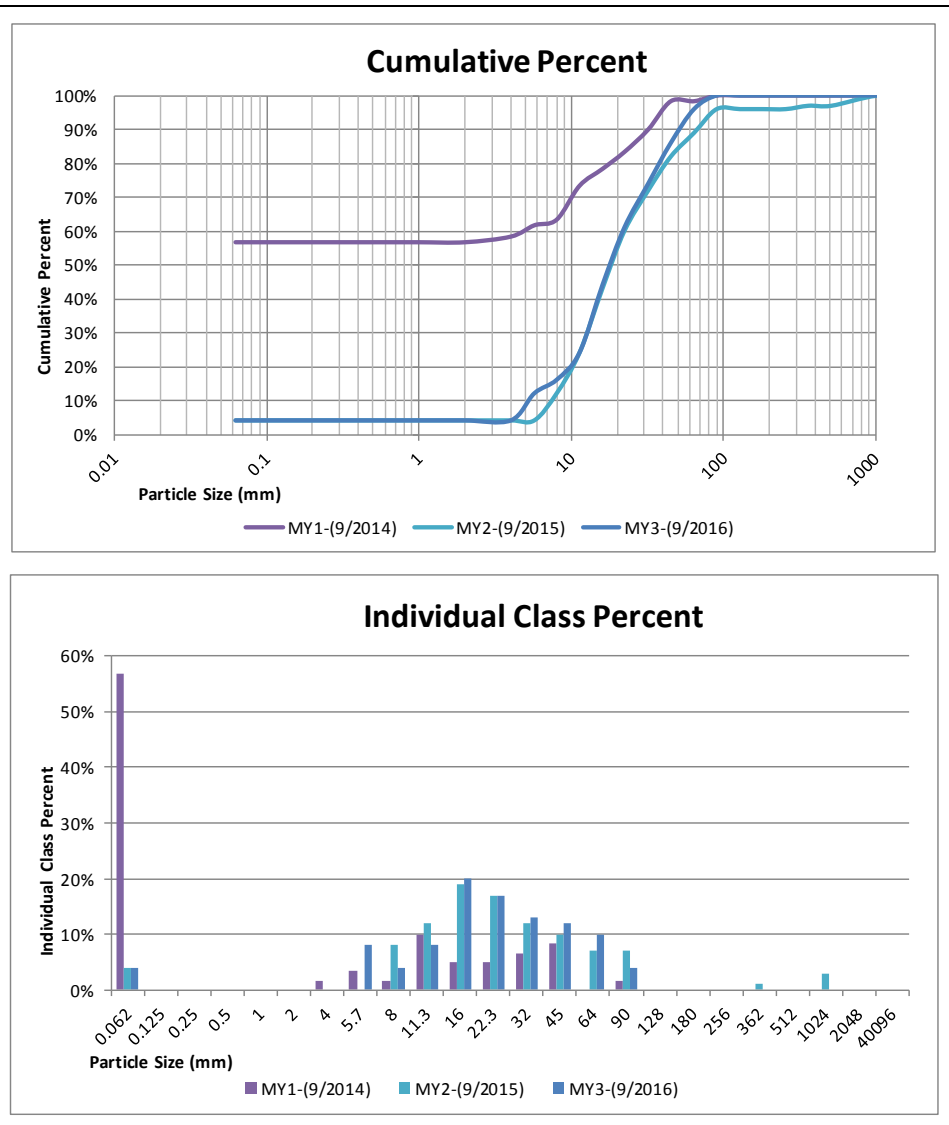 Cumulative Percent
100%
90%
80%
70%
60%
50%
40%
30%
20%
10%
0%
Cumulative Percent
0.01 0.1 1 10 100 1000
Particle Size (mm)
MY1-(9/2014) MY2-(9/2015) MY3-(9/2016)
Individual Class Percent
60%
50%
40%
30%
20%
10%
0%
Individual Class Percent
0.062 0.125 0.25 0.5 1 2 4 5.7 8 11.3 16 22.3 32 45 64 90 128 180 256 362 512 1024 2048 40096
Particle Size (mm)
MY1-(9/2014) MY2-(9/2015) MY3-(9/2016)